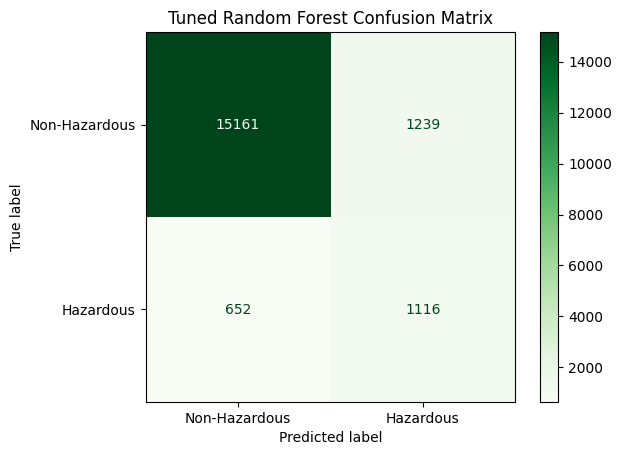 Tuned Random Forest Confusion Matrix
True label
Non-Hazardous
15161
1239
Hazardous
652
1116
Non-Hazardous
Hazardous
Predicted label
14000
12000
10000
8000
6000
4000
2000